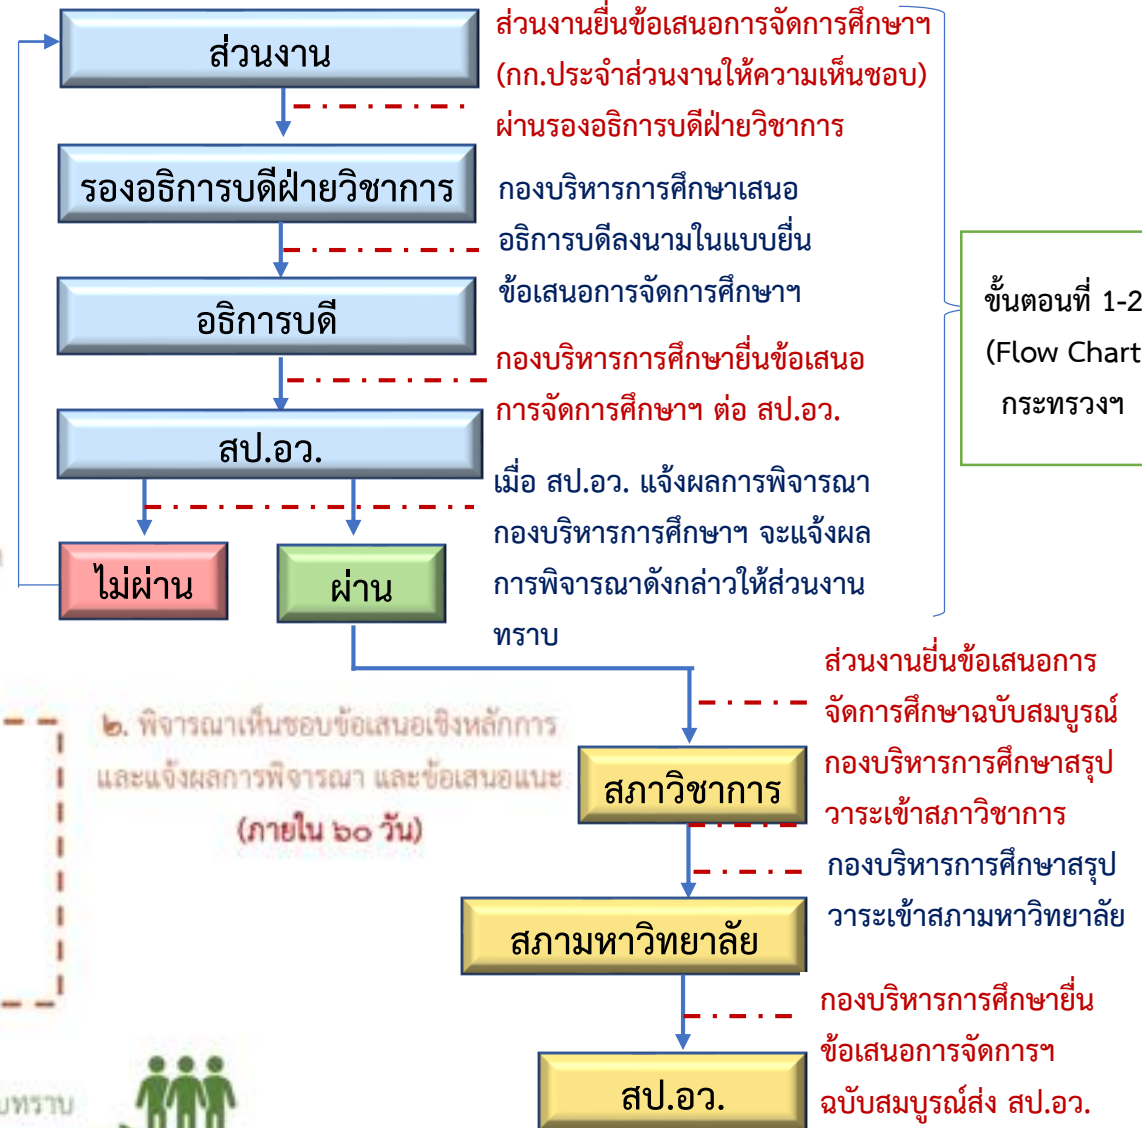 ส่วนงาน
ส่วนงานยื่นข้อเสนอการจัดการศึกษาฯ
(กก.ประจำส่วนงานให้ความเห็นชอบ)
ผ่านรองอธิการบดีฝ่ายวิชาการ
รองอธิการบดีฝ่ายวิชาการ
กองบริหารการศึกษาเสนอ
อธิการบดีลงนามในแบบยื่น
ข้อเสนอการจัดการศึกษาฯ
อธิการบดี
กองบริหารการศึกษายื่นข้อเสนอ
การจัดการศึกษาฯ ต่อ สป.อว.
สป.อว.
เมื่อ สป.อว. แจ้งผลการพิจารณา
กองบริหารการศึกษาฯ จะแจ้งผล
การพิจารณาดังกล่าวให้ส่วนงาน
ทราบ
ไม่ผ่าน
ผ่าน
ขั้นตอนที่ 1-2
(Flow Chart
กระทรวงฯ
ส่วนงานยื่นข้อเสนอการ
จัดการศึกษาฉบับสมบูรณ์
กองบริหารการศึกษาสรุป
วาระเข้าสภาวิชาการ
๒. พิจารณาเห็นชอบข้อเสนอเชิงหลักการ
และแจ้งผลการพิจารณา และข้อเสนอแนะ
(ภายใน ๖๐ วัน)
สภาวิชาการ
กองบริหารการศึกษาสรุป
วาระเข้าสภามหาวิทยาลัย
สภามหาวิทยาลัย
กองบริหารการศึกษายื่น
ข้อเสนอการจัดการฯ
ฉบับสมบูรณ์ส่ง สป.อว.
สป.อว.